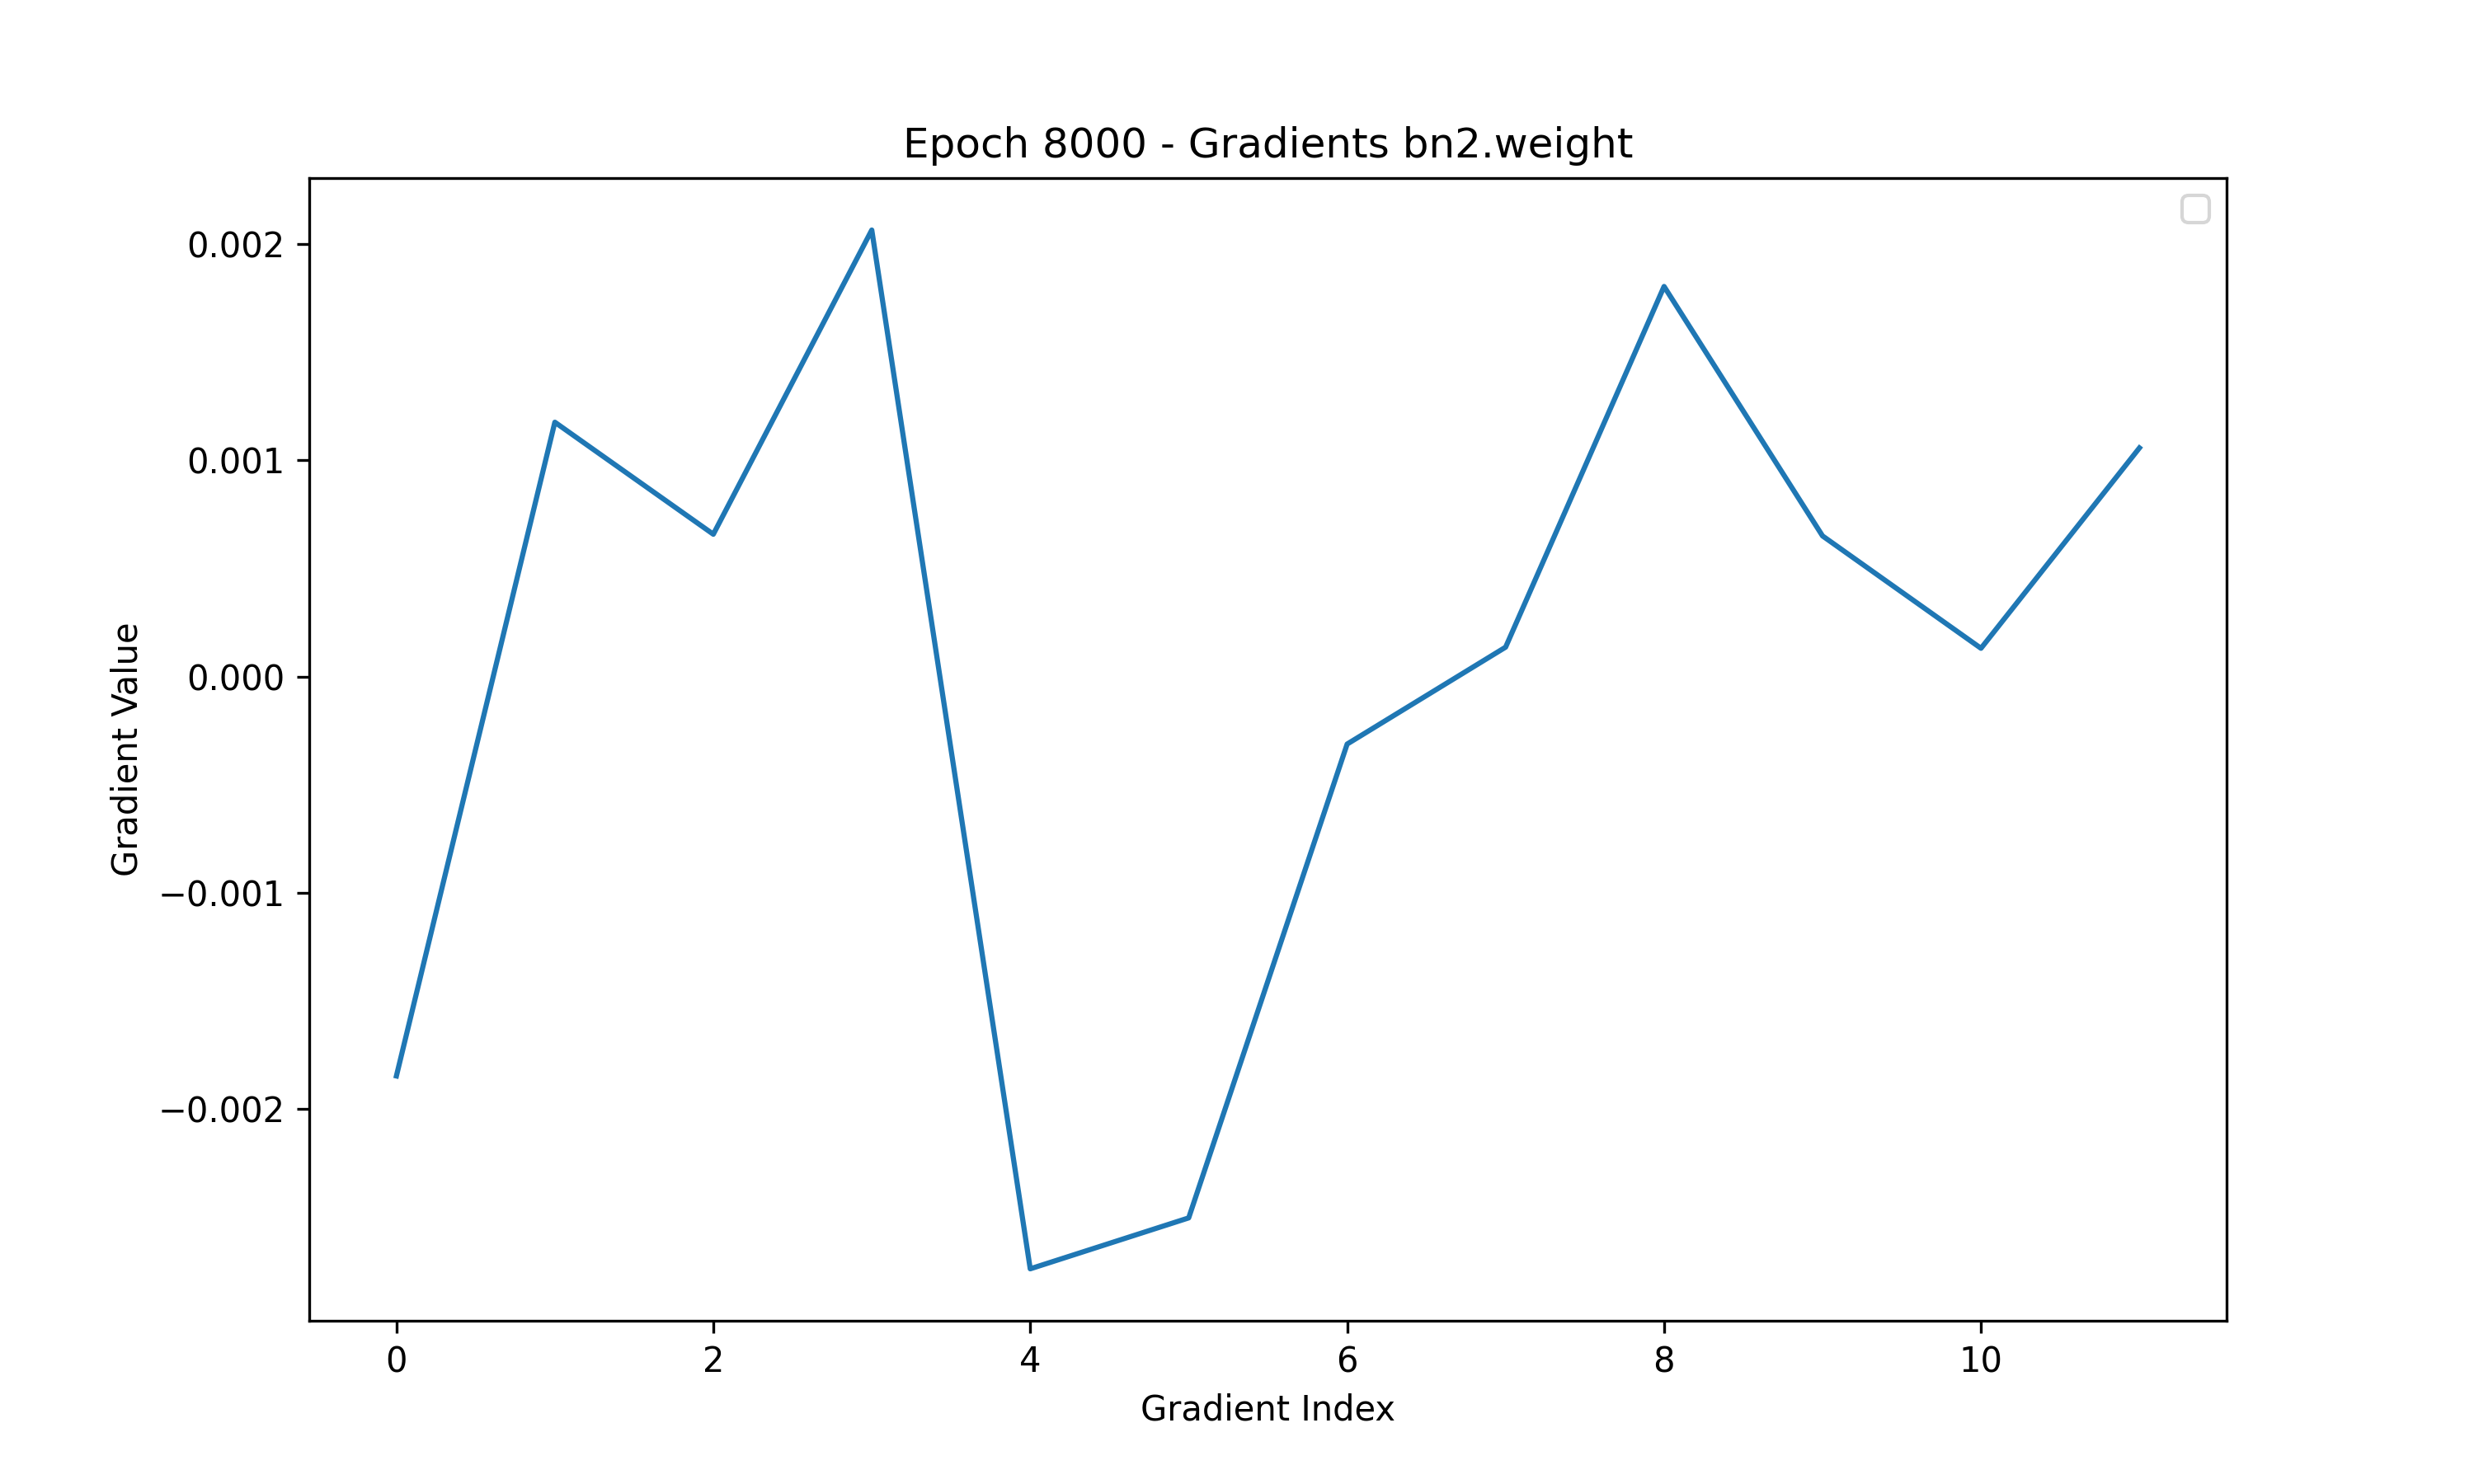 Epoch 8000 - Gradients bn2.weight
0.002
0.001
0.000
−0.001
−0.002
Gradient Value
0 2 4 6 8 10
Gradient Index